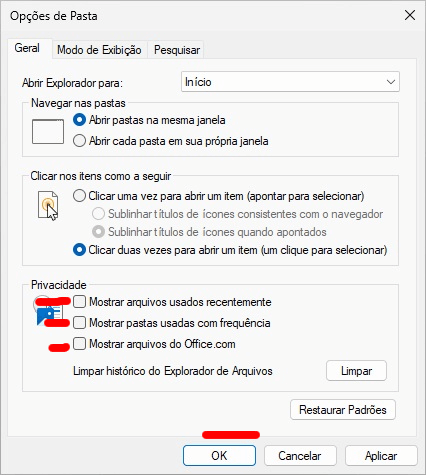 Opções de Pasta
Geral Modo de Exibição Pesquisar
Abrir Explorador para: Início
Navegar nas pastas
Abrir pastas na mesma janela
Abrir cada pasta em sua própria janela
Clicar nos itens como a seguir
Clicar uma vez para abrir um item (apontar para selecionar)
Sublinhar títulos de ícones consistentes com o navegador
Sublinhar títulos de ícones quando apontados
Clicar duas vezes para abrir um item (um clique para selecionar)
Privacidade
Mostrar arquivos usados recentemente
Mostrar pastas usadas com frequência
Mostrar arquivos do Office.com
Limpar histórico do Explorador de Arquivos Limpar
Restaurar Padrões
OK Cancelar Aplicar